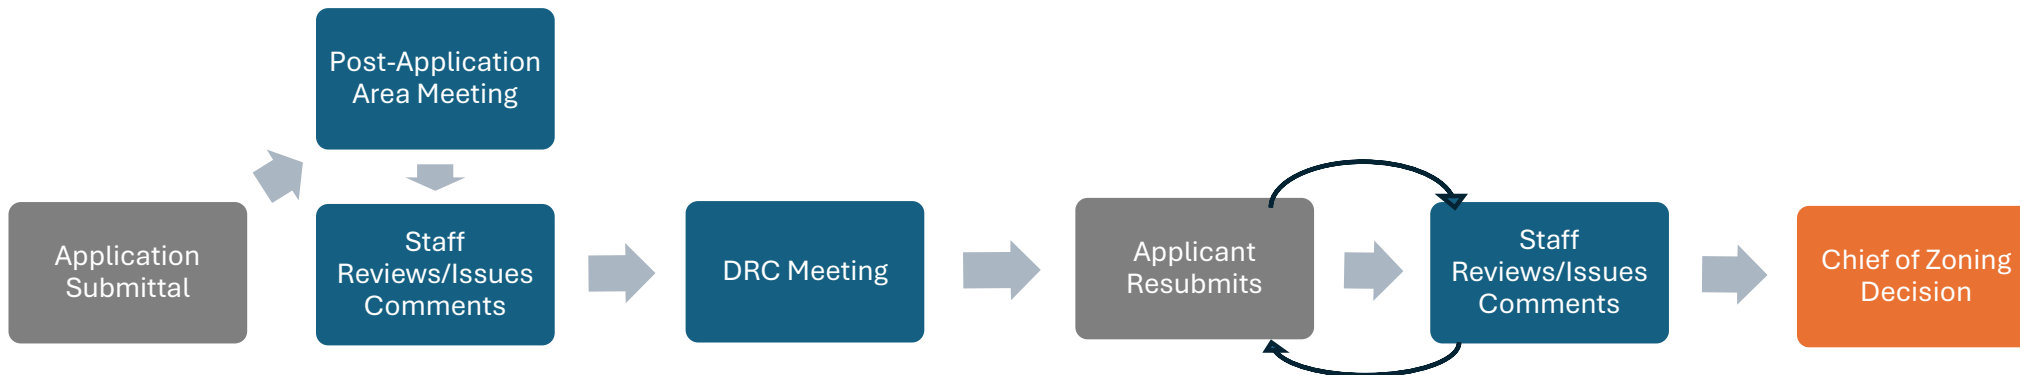 Post-Application
Area Meeting
Application
Submittal
Staff
Reviews/Issues
Comments
DRC Meeting
Applicant
Resubmits
Staff
Reviews/Issues
Comments
Chief of Zoning
Decision